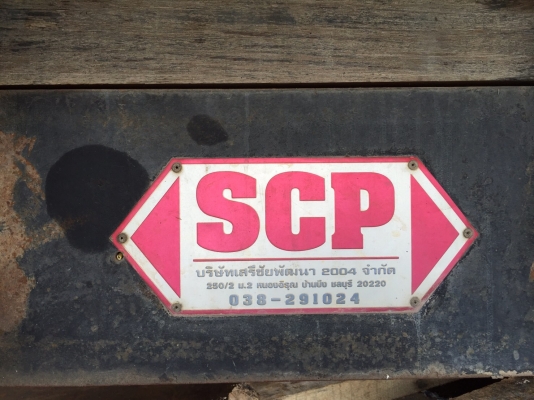 SCP
บริษัทเสรีชัยพัฒนา 2004 จำกัด
250/2 ม.2 หนองอิรุณ บ้านบึง ชลบุรี 20220
038-291024